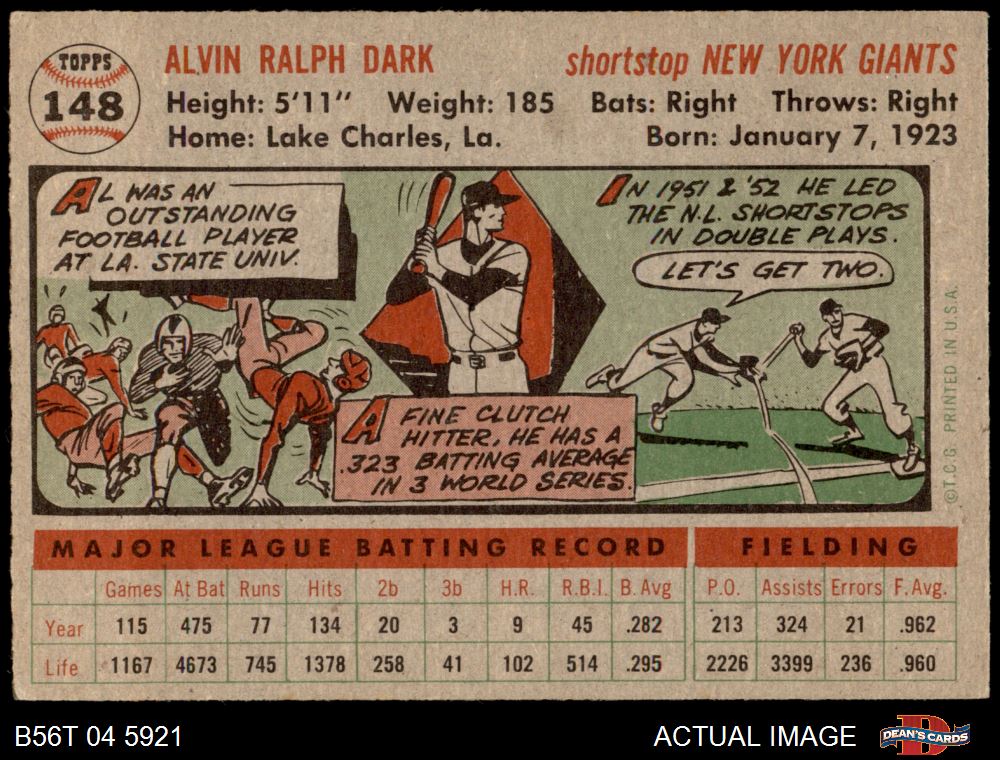 TOPPS
148
ALVIN RALPH DARK
shortstop NEW YORK GIANTS
Height: 5'11" Weight: 185 Bats: Right Throws: Right
Home: Lake Charles, La. Born: January 7, 1923
AL WAS AN
OUTSTANDING
FOOTBALL PLAYER
AT LA. STATE UNIV.
A FINE CLUTCH
HITTER, HE HAS A
.323 BATTING AVERAGE
IN 3 WORLD SERIES.
IN 1951 & '52 HE LED
THE N.L. SHORTSTOPS
IN DOUBLE PLAYS.
LET'S GET TWO.
©T.C.G. PRINTED IN U.S.A.
MAJOR LEAGUE BATTING RECORD FIELDING
Games At Bat Runs Hits 2b 3b H.R. R.B.I. B. Avg P.O. Assists Errors F. Avg.
Year 115 475 77 134 20 3 9 45 .282 213 324 21 .962
Life 1167 4673 745 1378 258 41 102 514 .295 2226 3399 236 .960
B56T 04 5921
ACTUAL IMAGE
DEAN'S CARDS